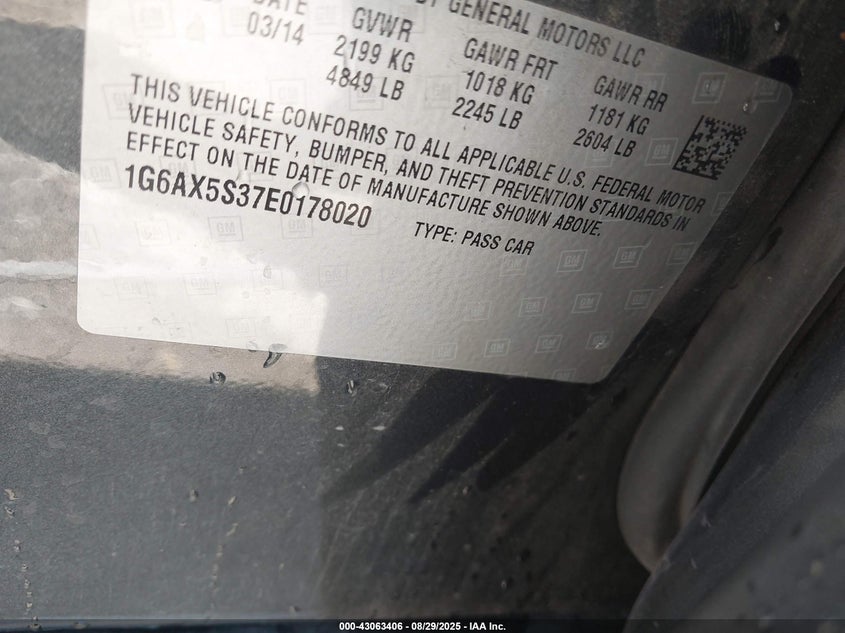 DATE GVWR GAWR FRT GAWR RR
03/14 2199 KG 1018 KG 1181 KG
4849 LB 2245 LB 2604 LB
GENERAL MOTORS LLC
THIS VEHICLE CONFORMS TO ALL APPLICABLE U.S. FEDERAL MOTOR
VEHICLE SAFETY, BUMPER, AND THEFT PREVENTION STANDARDS IN
EFFECT ON THE DATE OF MANUFACTURE SHOWN ABOVE.
1G6AX5S37E0178020
TYPE: PASS CAR
000-43063406 - 08/29/2025 - IAA Inc.